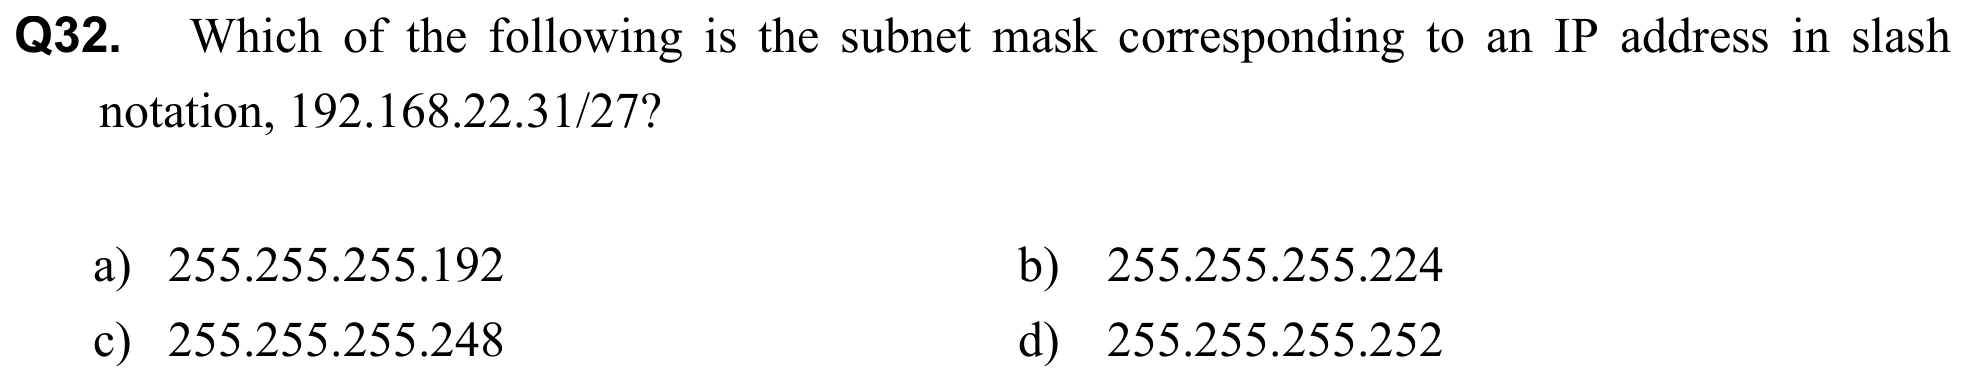 Q32. Which of the following is the subnet mask corresponding to an IP address in slash
notation, 192.168.22.31/27?
a) 255.255.255.192 b) 255.255.255.224
c) 255.255.255.248 d) 255.255.255.252